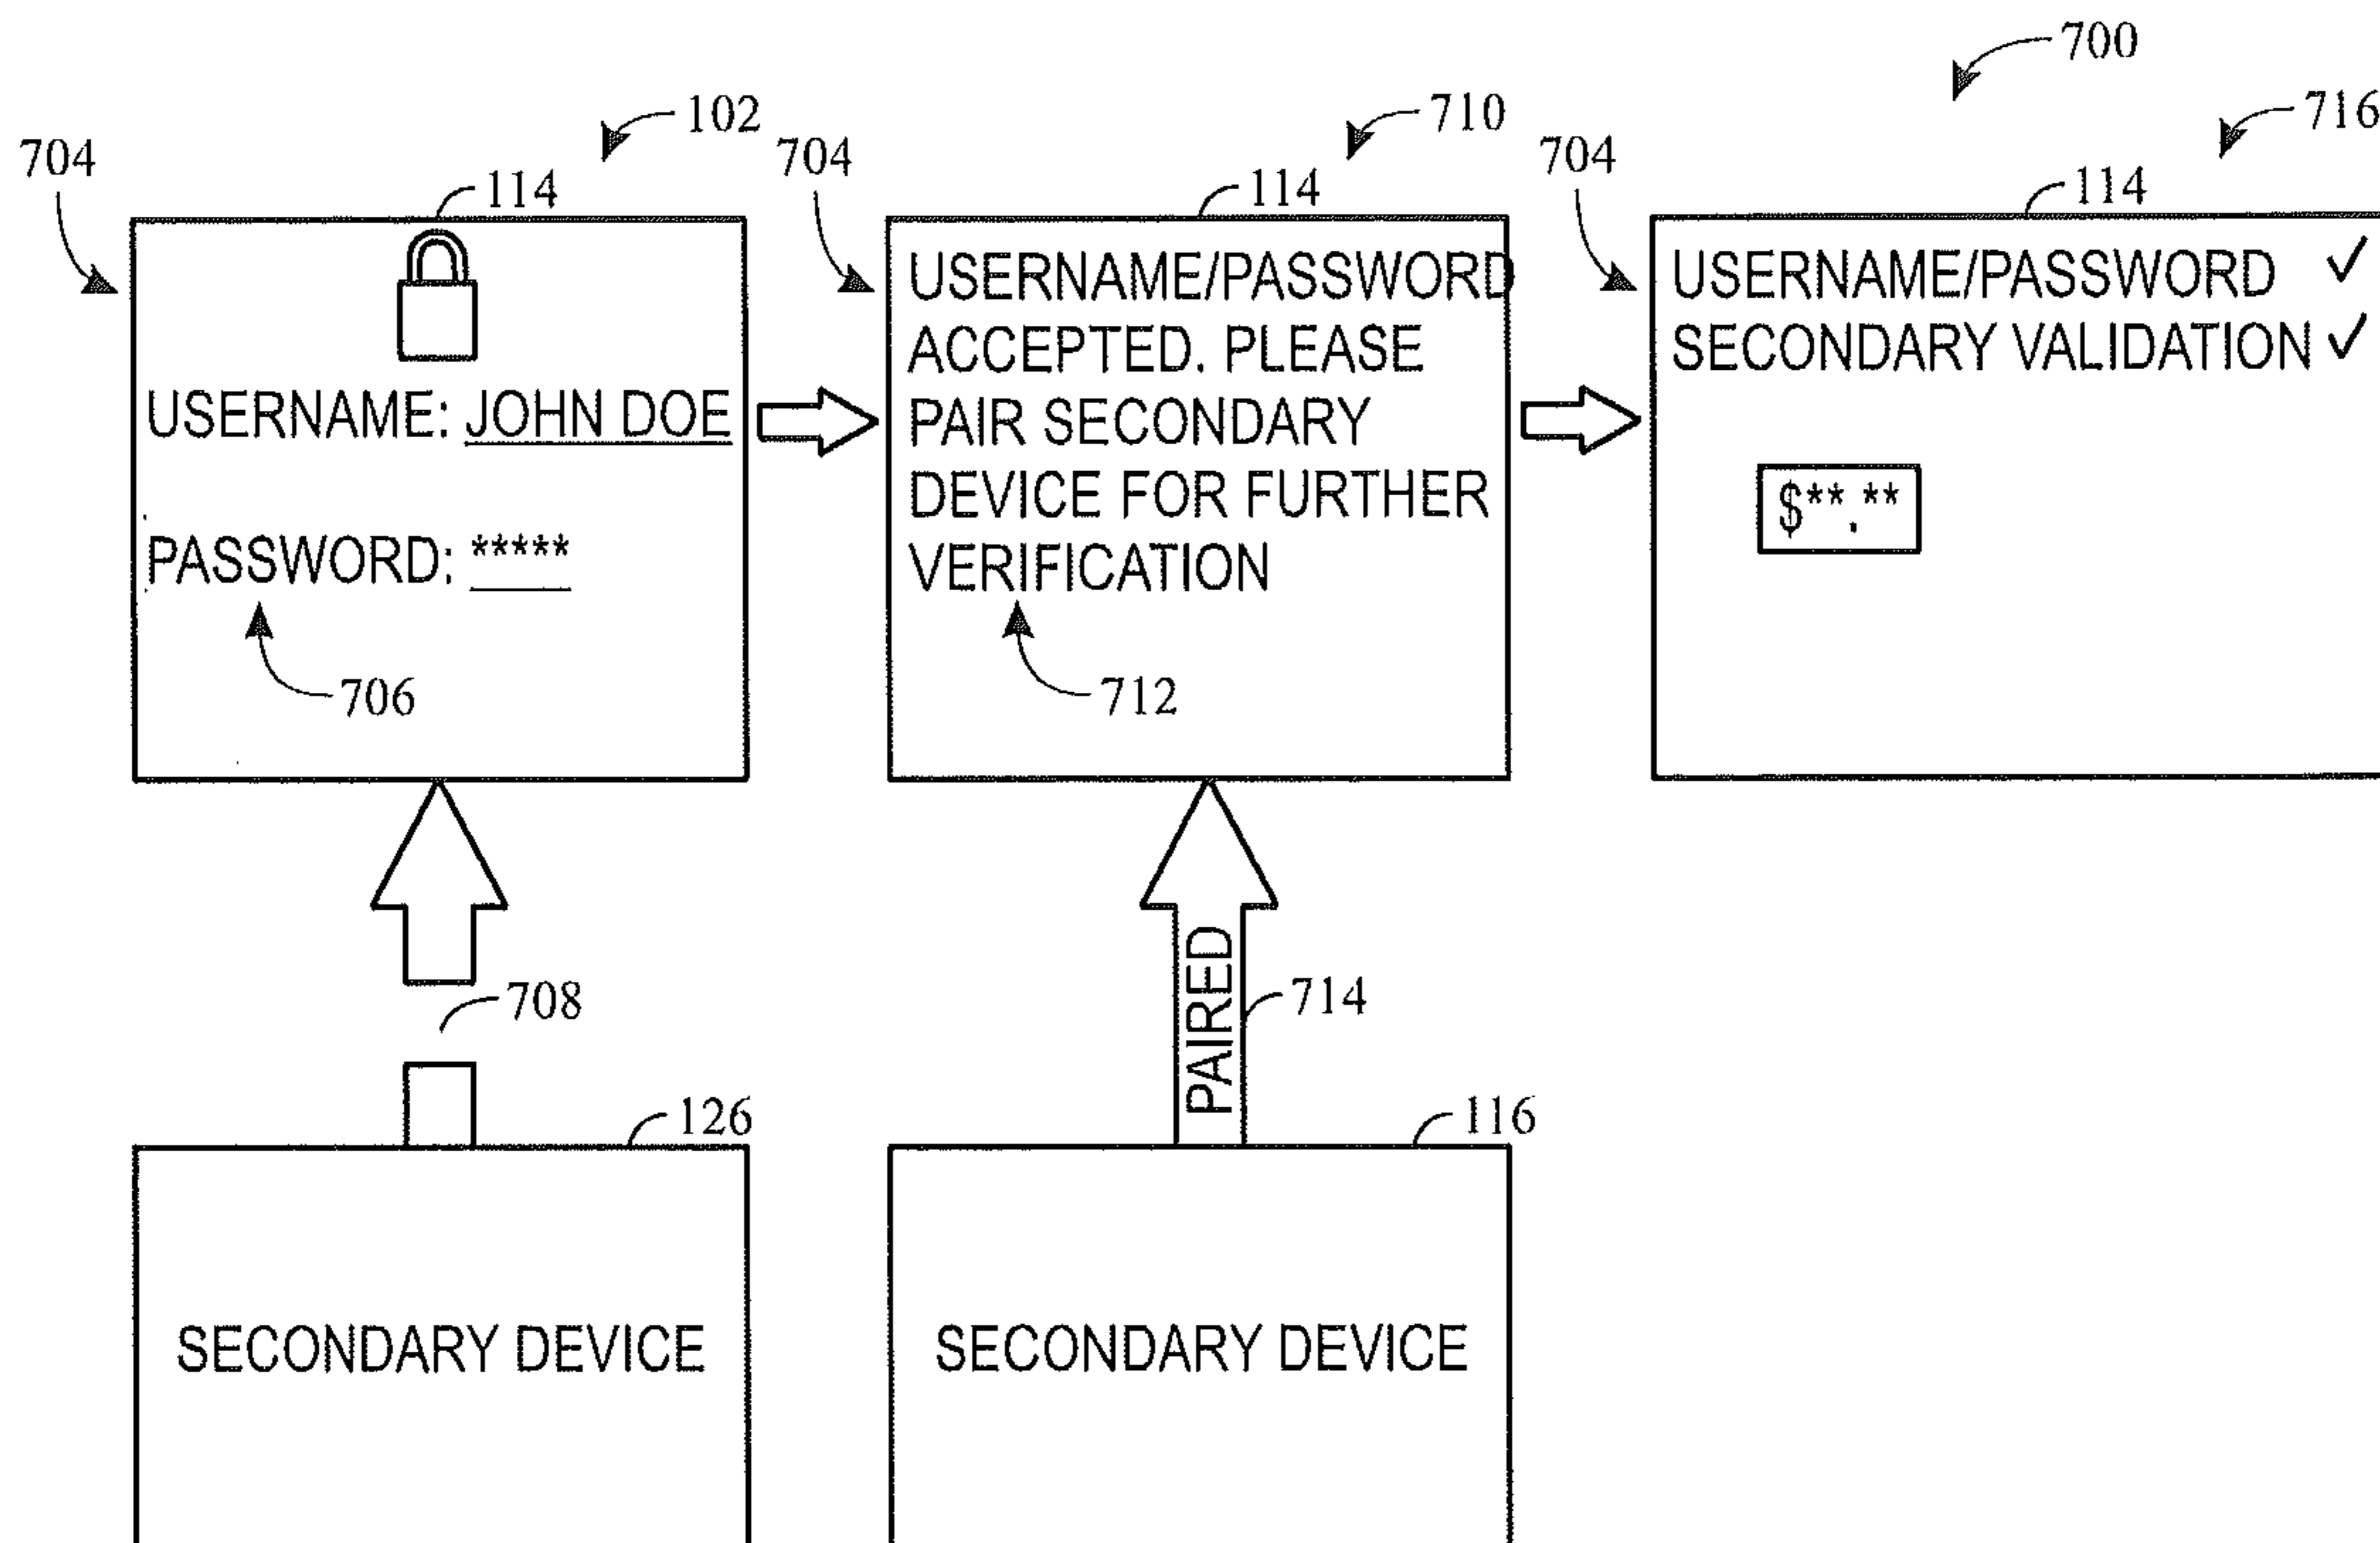 700
102
710
716
704
704
704
114
114
114
USERNAME: JOHN DOE
PASSWORD: *****
706
USERNAME/PASSWORD
ACCEPTED. PLEASE
PAIR SECONDARY
DEVICE FOR FURTHER
VERIFICATION
712
USERNAME/PASSWORD ✓
SECONDARY VALIDATION ✓
$**.**
708
PAIRED
714
126
116
SECONDARY DEVICE
SECONDARY DEVICE